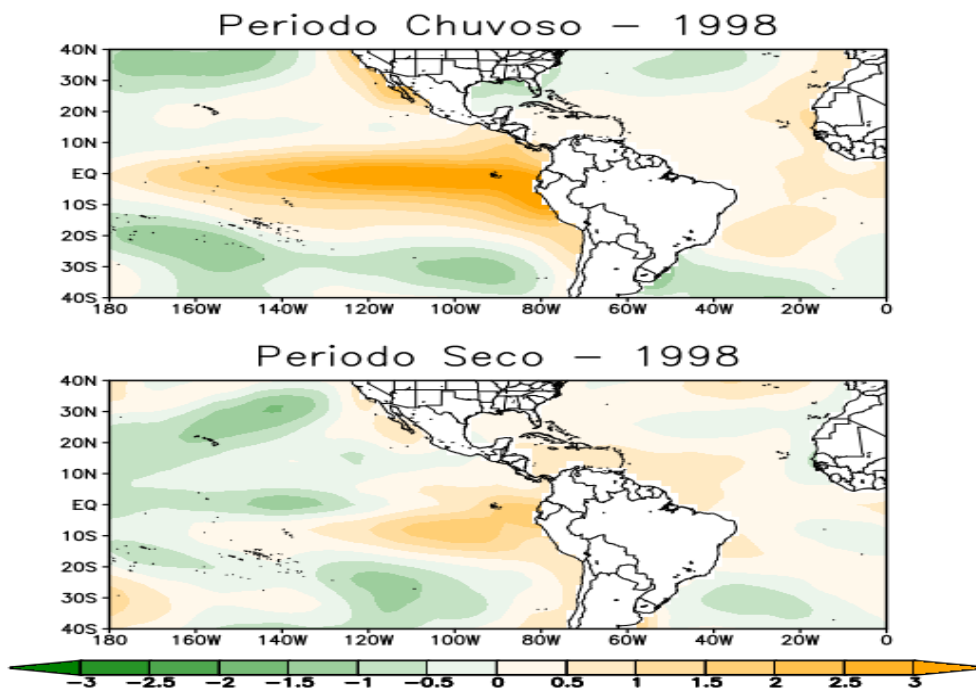 Periodo Chuvoso – 1998
40N
30N
20N
10N
EQ
10S
20S
30S
40S
180 160W 140W 120W 100W 80W 60W 40W 20W 0
Periodo Seco – 1998
40N
30N
20N
10N
EQ
10S
20S
30S
40S
180 160W 140W 120W 100W 80W 60W 40W 20W 0
-3 -2.5 -2 -1.5 -1 -0.5 0 0.5 1 1.5 2 2.5 3